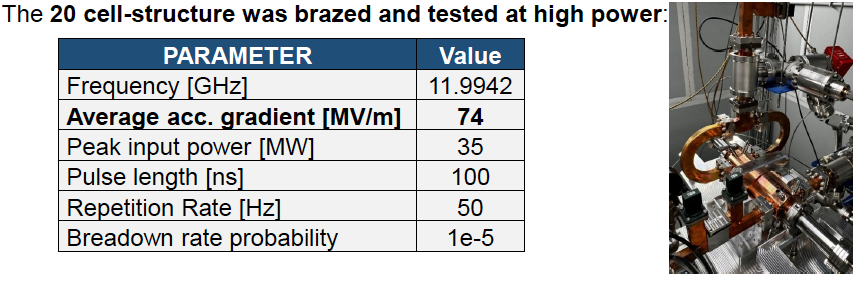 The 20 cell-structure was brazed and tested at high power:
PARAMETER Value
Frequency [GHz] 11.9942
Average acc. gradient [MV/m] 74
Peak input power [MW] 35
Pulse length [ns] 100
Repetition Rate [Hz] 50
Breadown rate probability 1e-5